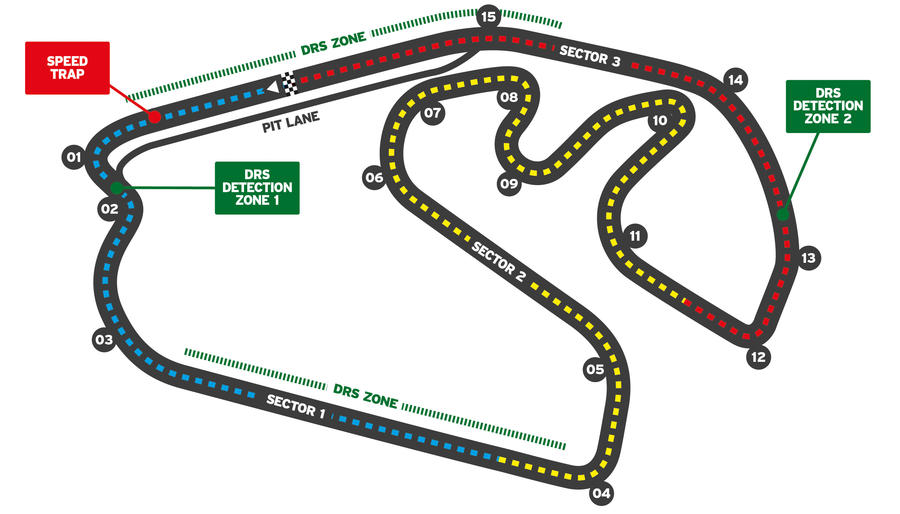 15
DRS ZONE
SPEED
TRAP
SECTOR 3
14
DRS
DETECTION
ZONE 2
PIT LANE
08
07
10
01
DRS
DETECTION
ZONE 1
06
09
02
11
13
SECTOR 2
03
12
05
DRS ZONE
SECTOR 1
04